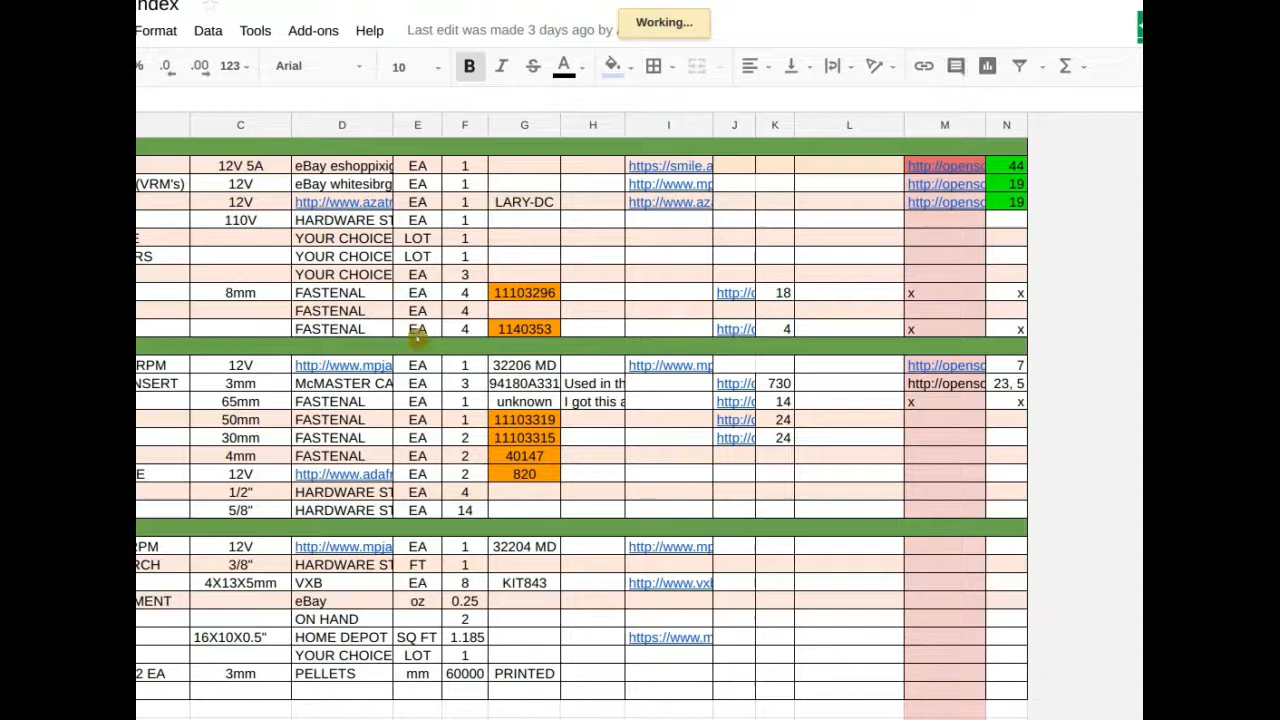 ndex
Working...
Format Data Tools Add-ons Help Last edit was made 3 days ago by
% .0 .00 123 Arial 10 B I S A
C D E F G H I J K L M N
12V 5A eBay eshoppixi EA 1 https://smile.a http://openso 44
(VRM's) 12V eBay whitesibrg EA 1 http://www.mp http://openso 19
12V http://www.azatr EA 1 LARY-DC http://www.az http://openso 19
110V HARDWARE ST EA 1
E YOUR CHOICE LOT 1
RS YOUR CHOICE LOT 1
YOUR CHOICE EA 3
8mm FASTENAL EA 4 11103296 http:// 18 x x
FASTENAL EA 4
FASTENAL EA 4 1140353 http:// 4 x x
RPM 12V http://www.mpja EA 1 32206 MD http://www.mp http://openso 7
NSERT 3mm McMASTER CA EA 3 94180A331 Used in th http:// 730 http://openso 23, 5
65mm FASTENAL EA 1 unknown I got this a http:// 14 x x
50mm FASTENAL EA 1 11103319 http:// 24
30mm FASTENAL EA 2 11103315 http:// 24
4mm FASTENAL EA 2 40147
E 12V http://www.adafr EA 2 820
1/2" HARDWARE ST EA 4
5/8" HARDWARE ST EA 14
RPM 12V http://www.mpja EA 1 32204 MD http://www.mp
RCH 3/8" HARDWARE ST FT 1
4X13X5mm VXB EA 8 KIT843 http://www.vxb
MENT eBay oz 0.25
ON HAND 2
16X10X0.5" HOME DEPOT SQ FT 1.185 https://www.m
YOUR CHOICE LOT 1
2 EA 3mm PELLETS mm 60000 PRINTED